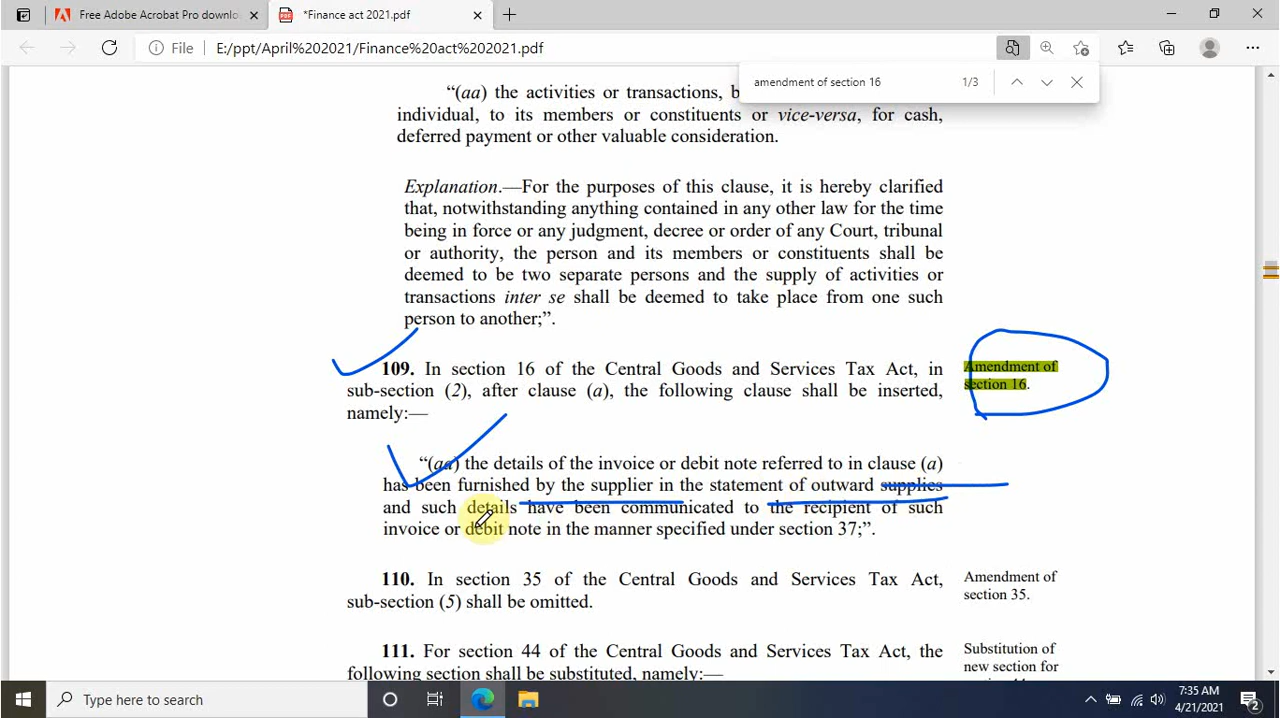 Free Adobe Acrobat Pro downlo
*Finance act 2021.pdf
File
E:/ppt/April%202021/Finance%20act%202021.pdf
amendment of section 16
1/3
“(aa) the activities or transactions, b
individual, to its members or constituents or vice-versa, for cash,
deferred payment or other valuable consideration.
Explanation.—For the purposes of this clause, it is hereby clarified
that, notwithstanding anything contained in any other law for the time
being in force or any judgment, decree or order of any Court, tribunal
or authority, the person and its members or constituents shall be
deemed to be two separate persons and the supply of activities or
transactions inter se shall be deemed to take place from one such
person to another;”.
109. In section 16 of the Central Goods and Services Tax Act, in
sub-section (2), after clause (a), the following clause shall be inserted,
namely:—
Amendment of
section 16.
“(aa) the details of the invoice or debit note referred to in clause (a)
has been furnished by the supplier in the statement of outward supplies
and such details have been communicated to the recipient of such
invoice or debit note in the manner specified under section 37;”.
110. In section 35 of the Central Goods and Services Tax Act,
sub-section (5) shall be omitted.
Amendment of
section 35.
111. For section 44 of the Central Goods and Services Tax Act, the
following section shall be substituted, namely:—
Substitution of
new section for
Type here to search
7:35 AM
4/21/2021
2